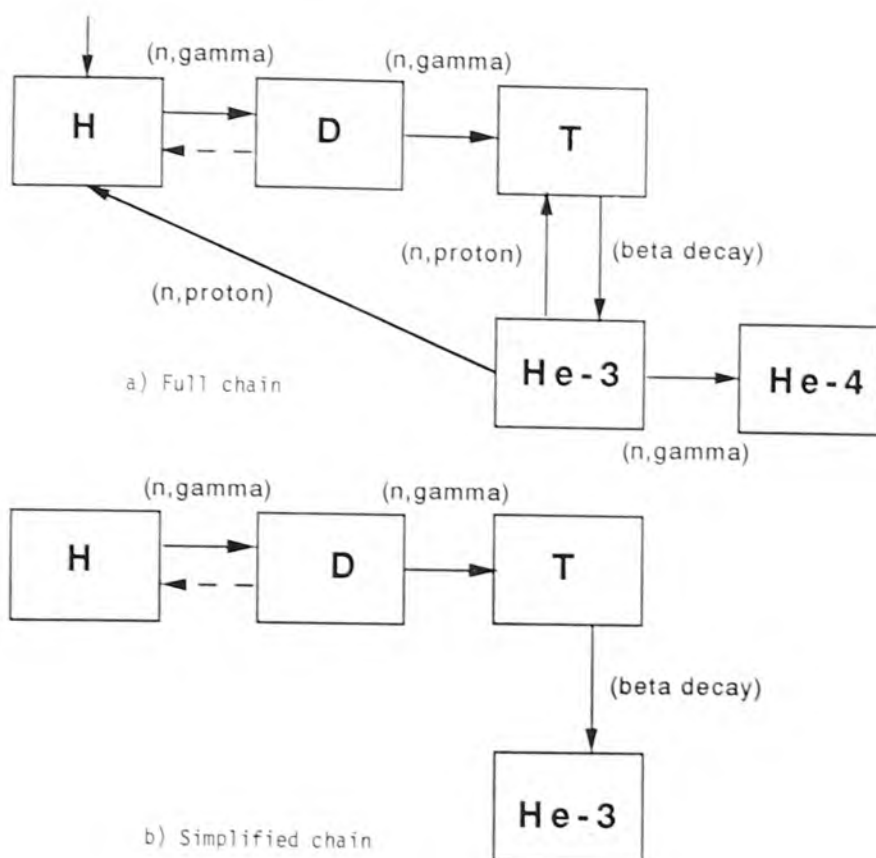 (n,gamma)
(n,gamma)
H
D
T
(n,proton)
(beta decay)
(n,proton)
a) Full chain
He-3
He-4
(n,gamma)
(n,gamma)
(n,gamma)
H
D
T
(beta decay)
He-3
b) Simplified chain